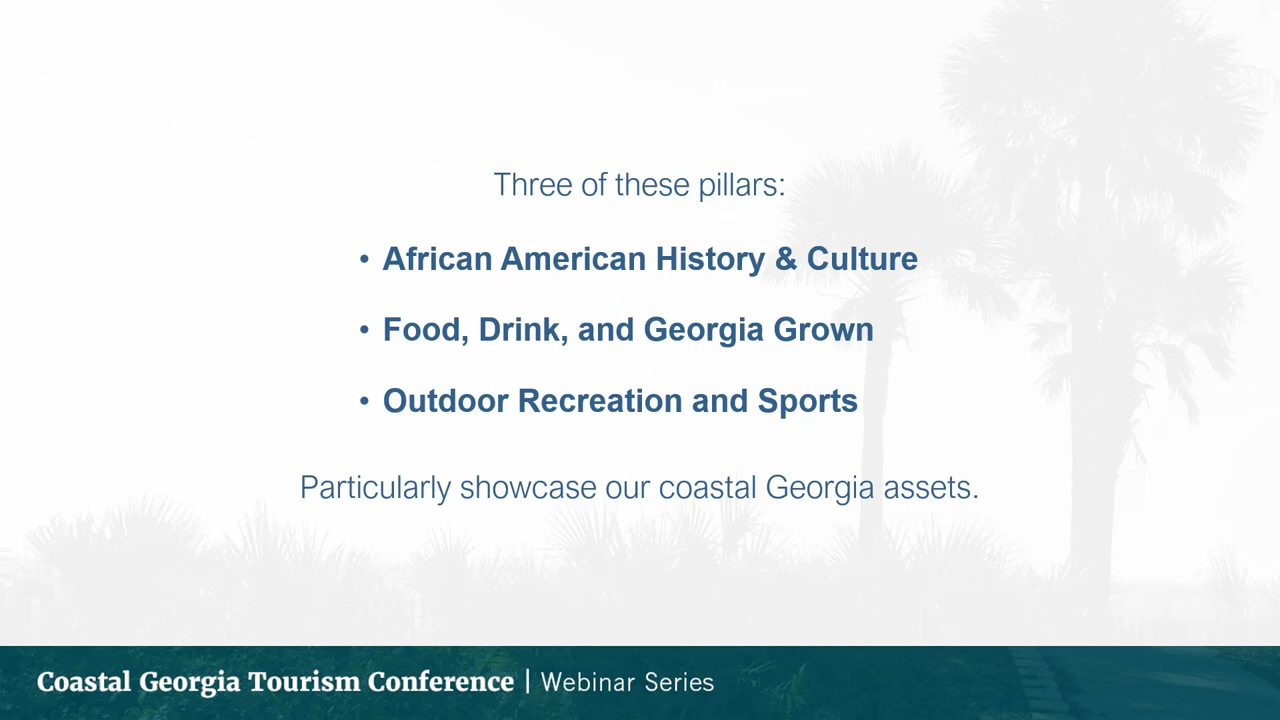 Three of these pillars:
• African American History & Culture
• Food, Drink, and Georgia Grown
• Outdoor Recreation and Sports
Particularly showcase our coastal Georgia assets.
Coastal Georgia Tourism Conference | Webinar Series